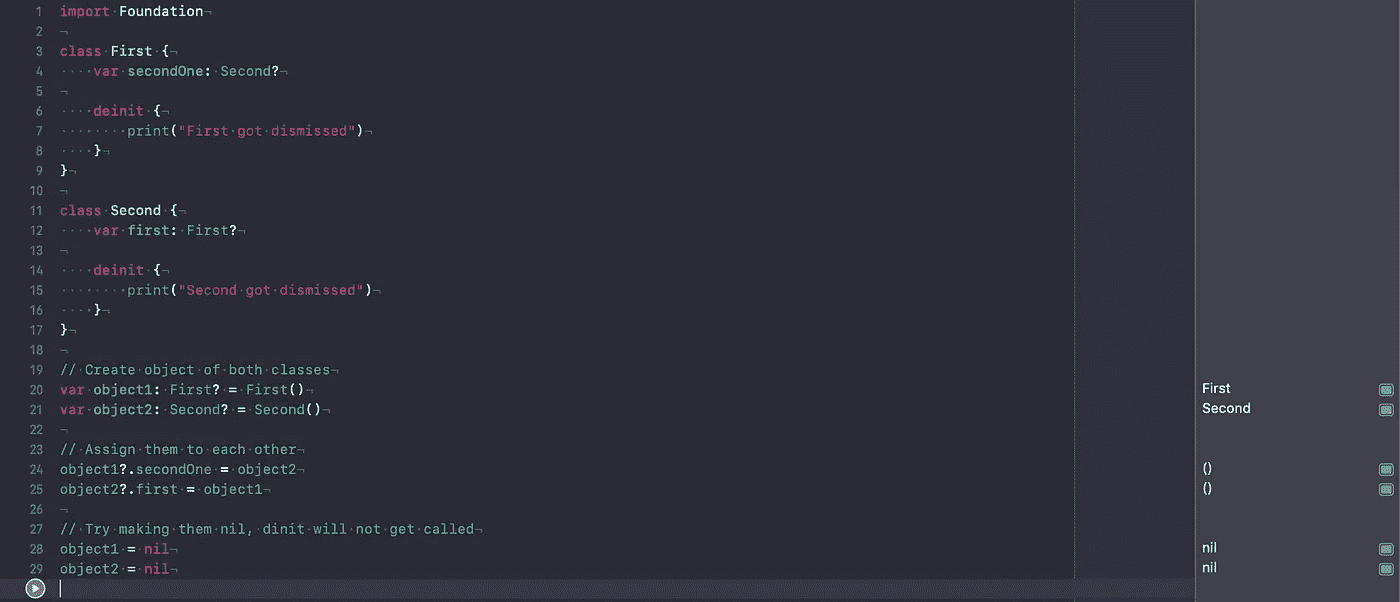 1 import Foundation¬
2 ¬
3 class First {¬
4 ····var secondOne: Second?¬
5 ¬
6 ····deinit {¬
7 ········print("First got dismissed")¬
8 ····}¬
9 }¬
10 ¬
11 class Second {¬
12 ····var first: First?¬
13 ¬
14 ····deinit {¬
15 ········print("Second got dismissed")¬
16 ····}¬
17 }¬
18 ¬
19 // Create object of both classes¬
20 var object1: First? = First()¬ First
21 var object2: Second? = Second()¬ Second
22 ¬
23 // Assign them to each other¬
24 object1?.secondOne = object2¬ ()
25 object2?.first = object1¬ ()
26 ¬
27 // Try making them nil, dinit will not get called¬
28 object1 = nil¬ nil
29 object2 = nil¬ nil